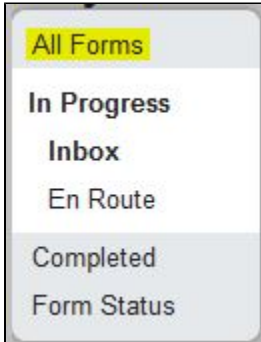 All Forms
In Progress
Inbox
En Route
Completed
Form Status